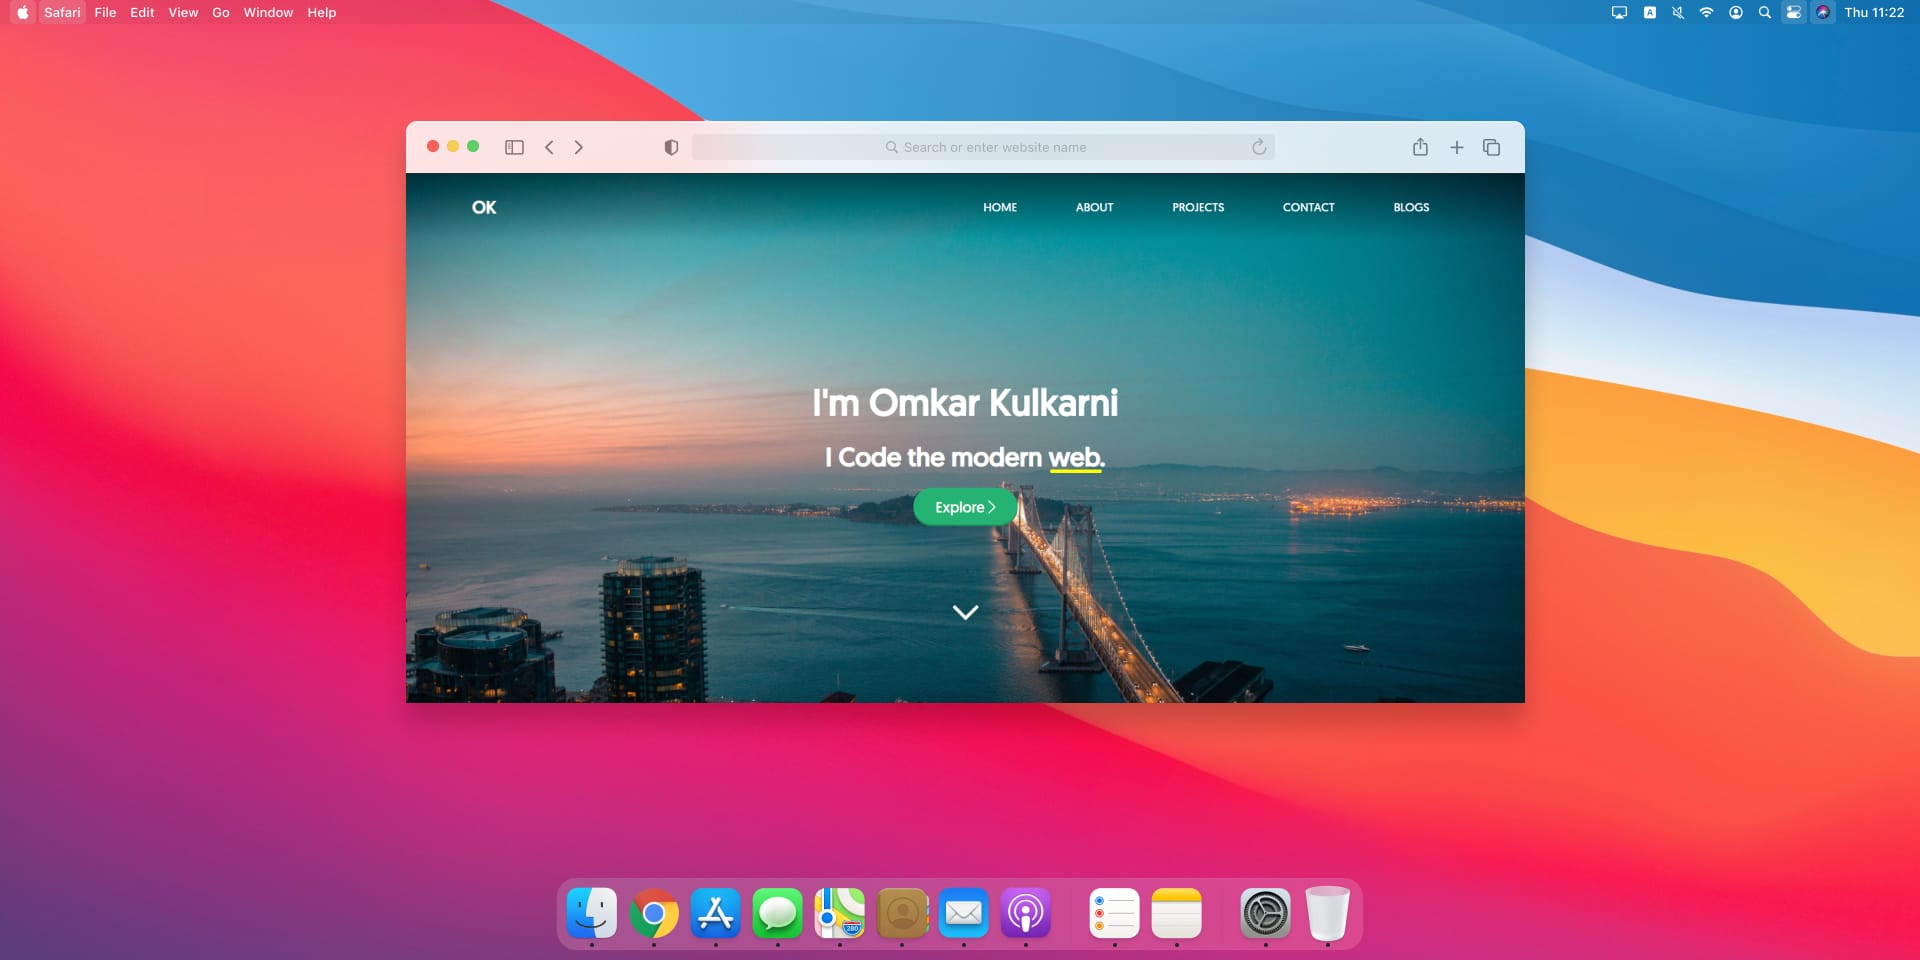 Safari File Edit View Go Window Help
A
Thu 11:22
Search or enter website name
OK
HOME ABOUT PROJECTS CONTACT BLOGS
I'm Omkar Kulkarni
I Code the modern web.
Explore
280